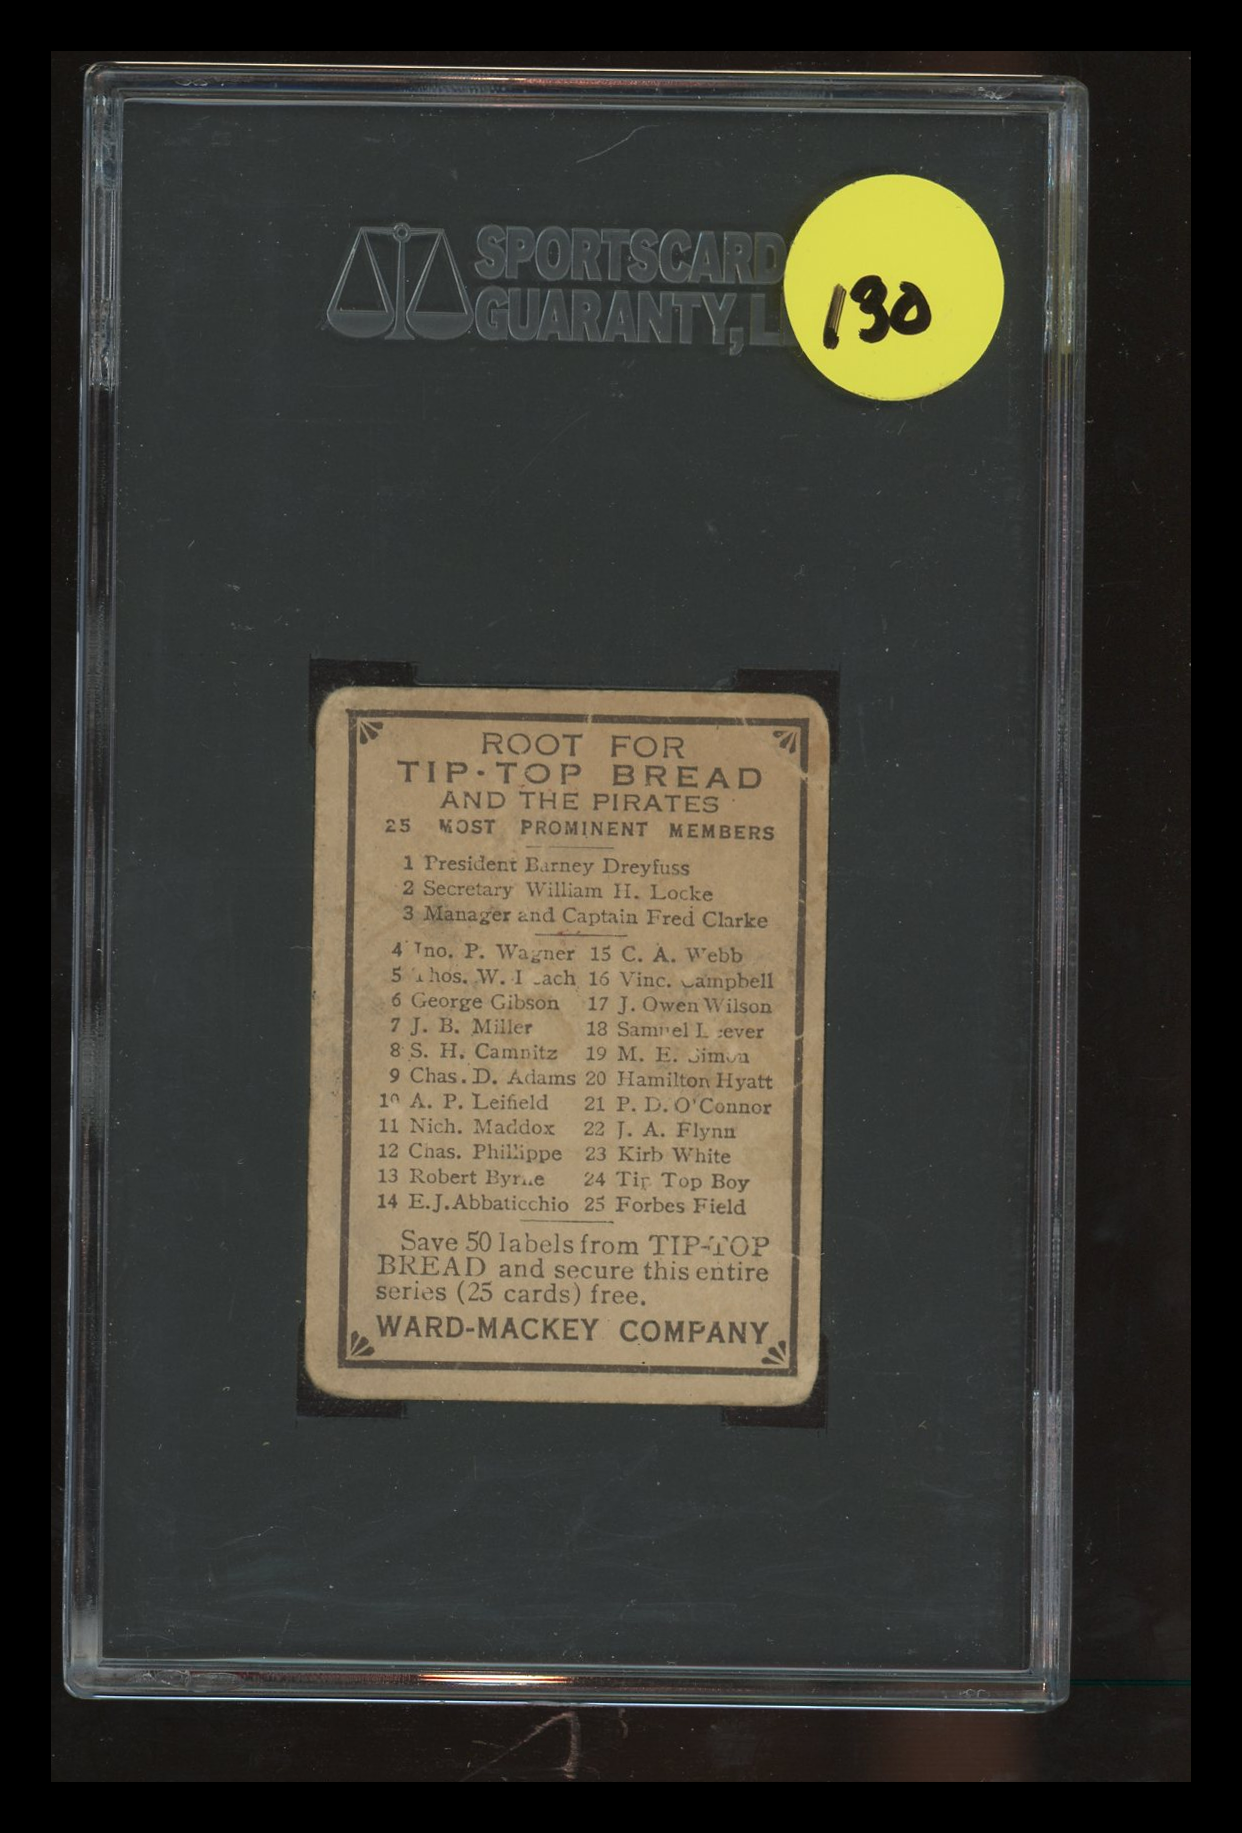 SPORTSCARD
GUARANTY, L
130
ROOT FOR
TIP-TOP BREAD
AND THE PIRATES
25 MOST PROMINENT MEMBERS
1 President Barney Dreyfuss
2 Secretary William H. Locke
3 Manager and Captain Fred Clarke
4 Jno. P. Wagner 15 C. A. Webb
5 Thos. W. Leach 16 Vinc. Campbell
6 George Gibson 17 J. Owen Wilson
7 J. B. Miller 18 Samuel Leever
8 S. H. Camnitz 19 M. E. Simon
9 Chas. D. Adams 20 Hamilton Hyatt
10 A. P. Leifield 21 P. D. O'Connor
11 Nich. Maddox 22 J. A. Flynn
12 Chas. Phillippe 23 Kirb White
13 Robert Byrne 24 Tip Top Boy
14 E.J. Abbaticchio 25 Forbes Field
Save 50 labels from TIP-TOP
BREAD and secure this entire
series (25 cards) free.
WARD-MACKEY COMPANY